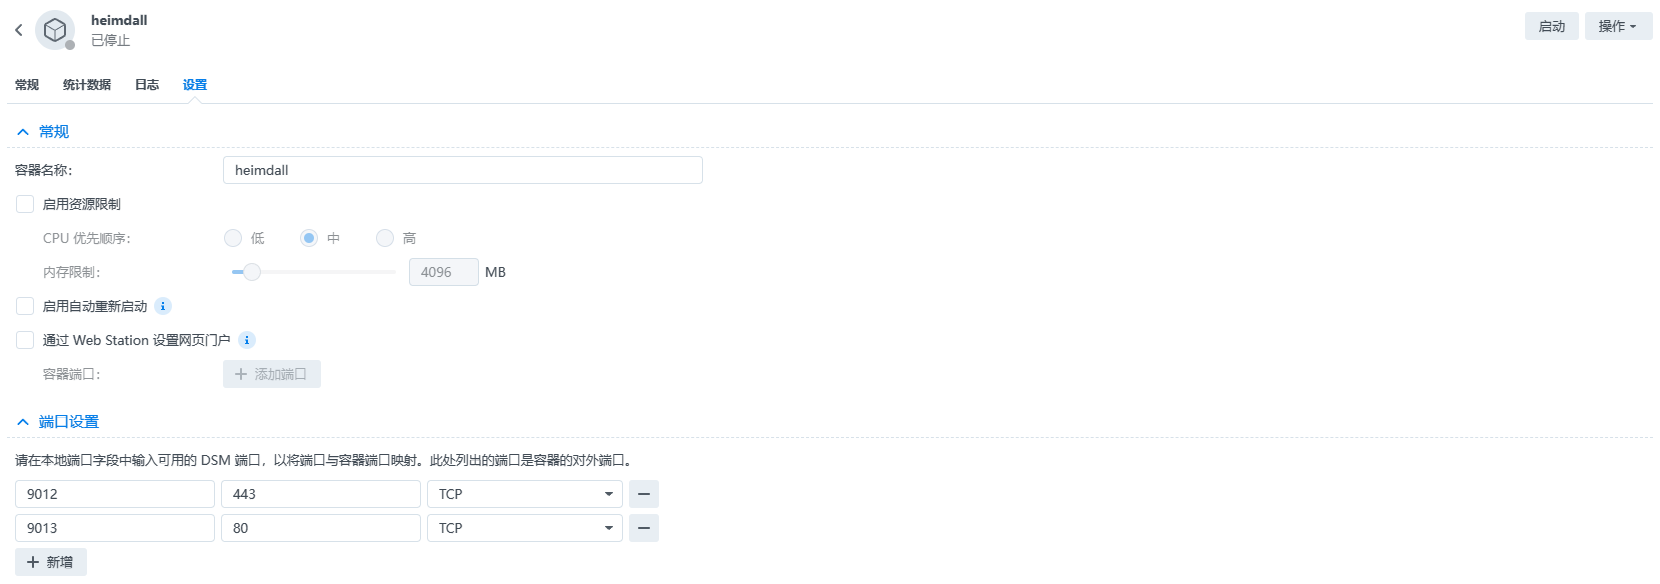 heimdall
已停止
启动 操作
常规 统计数据 日志 设置
常规
容器名称: heimdall
启用资源限制
CPU 优先顺序: 低 中 高
内存限制: 4096 MB
启用自动重新启动
通过 Web Station 设置网页门户
容器端口: 添加端口
端口设置
请在本地端口字段中输入可用的 DSM 端口，以将端口与容器端口映射。此处列出的端口是容器的对外端口。
9012 443 TCP
9013 80 TCP
新增